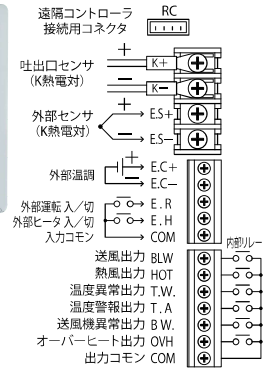 遠隔コントローラ RC
接続用コネクタ
+
吐出口センサ K+
(K熱電対) − K−
外部センサ + E.S+
(K熱電対) − E.S−
外部温調 + E.C+
− E.C−
外部運転 入／切 E.R
外部ヒータ 入／切 E.H
入力コモン COM
内部リレー
送風出力 BLW
熱風出力 HOT
温度異常出力 T.W.
温度警報出力 T.A
送風機異常出力 B W.
オーバーヒート出力 OVH
出力コモン COM